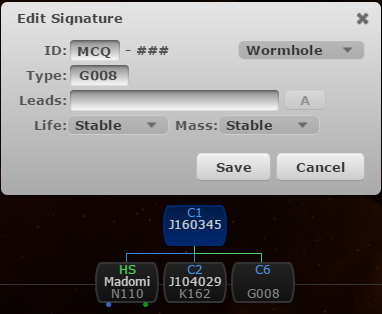 Edit Signature
ID: MCQ - ### Wormhole
Type: G008
Leads: A
Life: Stable Mass: Stable
Save Cancel
C1
J160345
HS C2 C6
Madomi J104029
N110 K162 G008